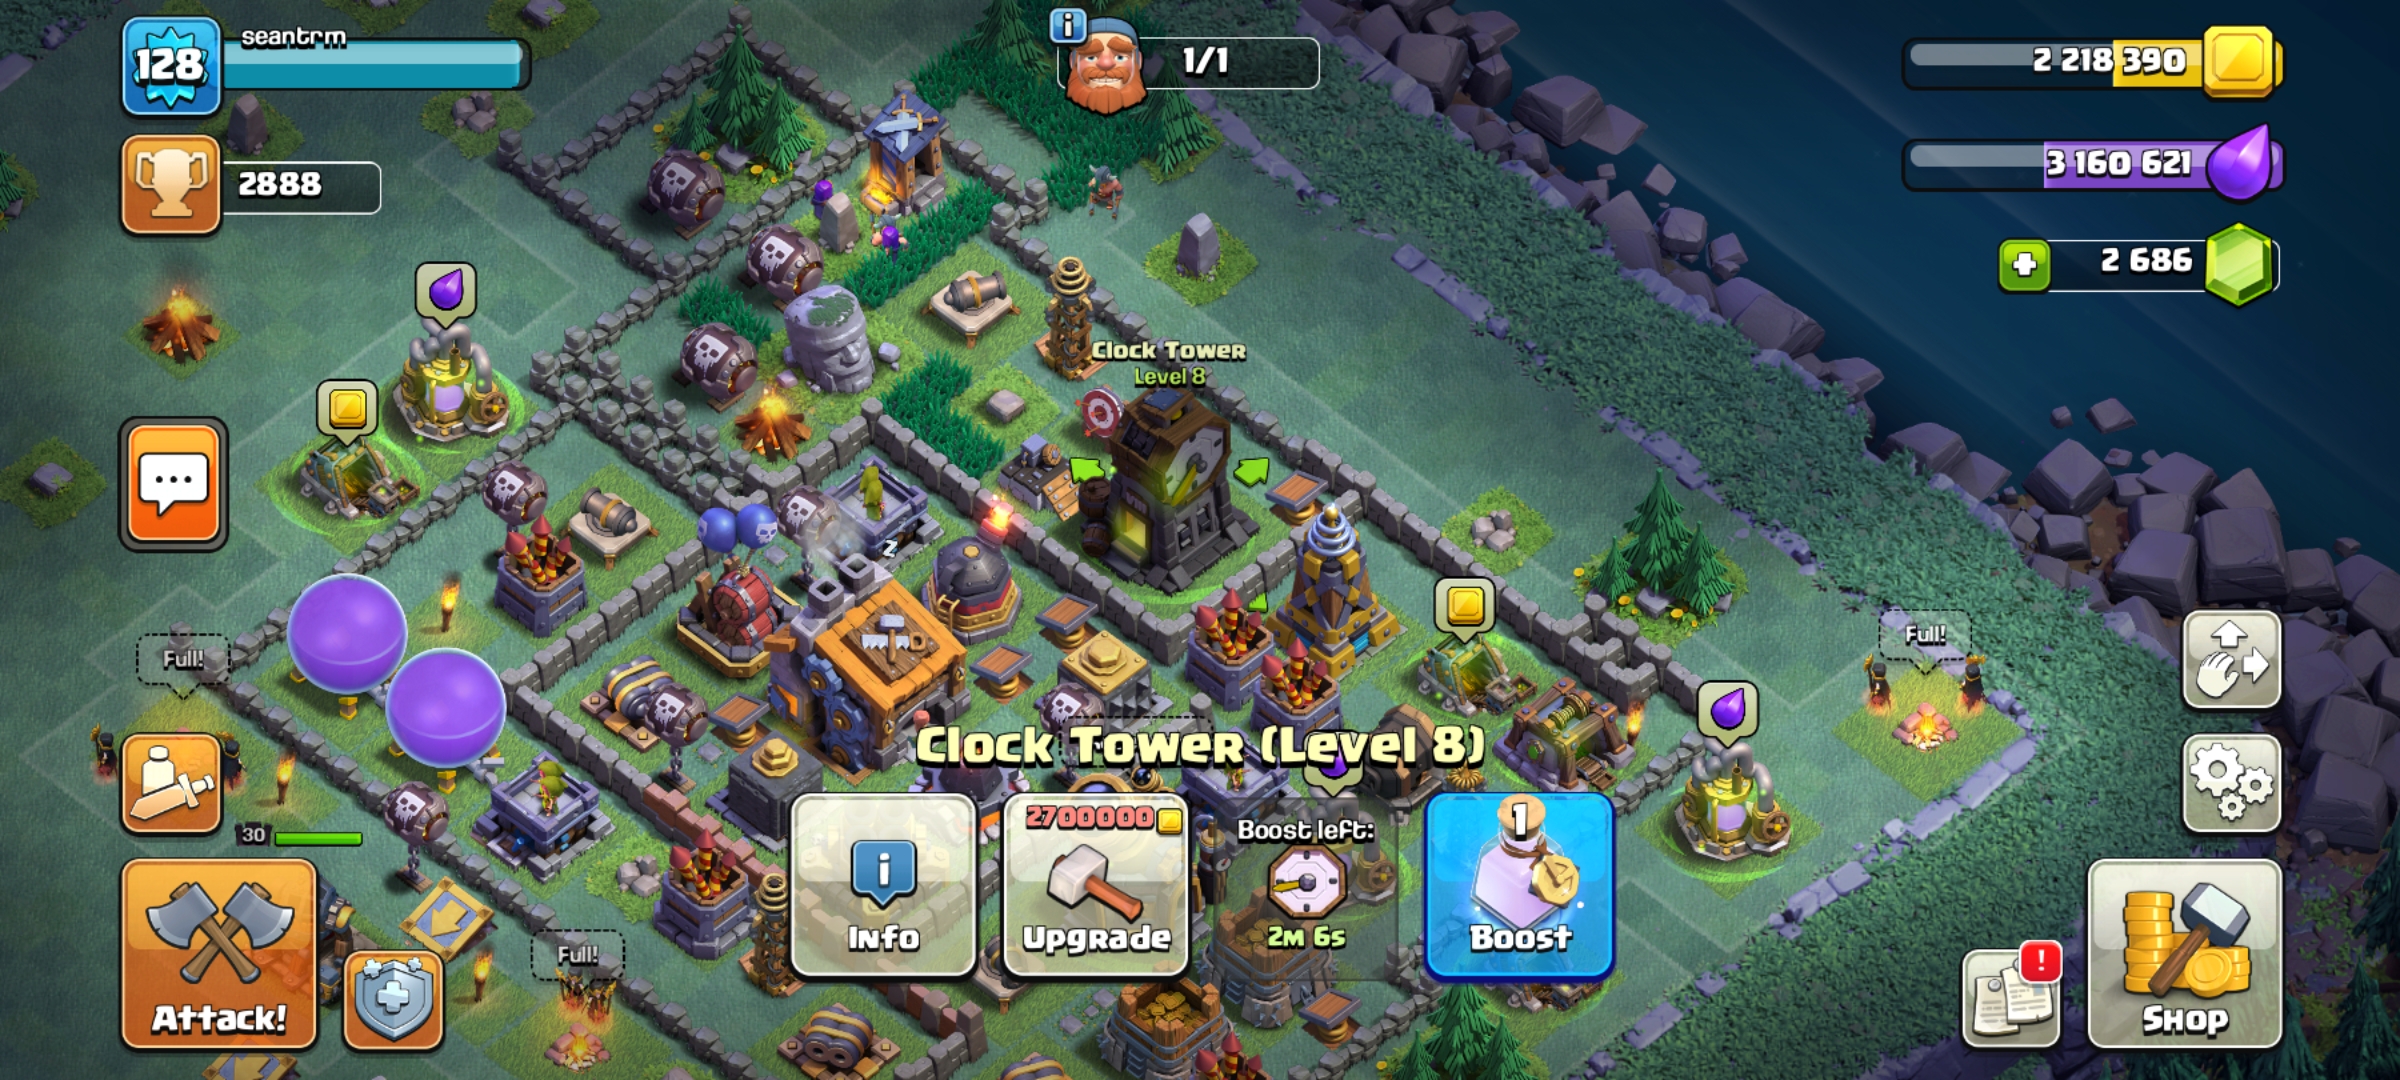 128
seantrm
1/1
2 218 390
2888
3 160 621
2 686
Clock Tower
Level 8
z
Full!
Full!
Clock Tower (Level 8)
30
2700000
Boost left:
1
Info
Upgrade
2m 6s
Boost
Full!
Attack!
!
Shop